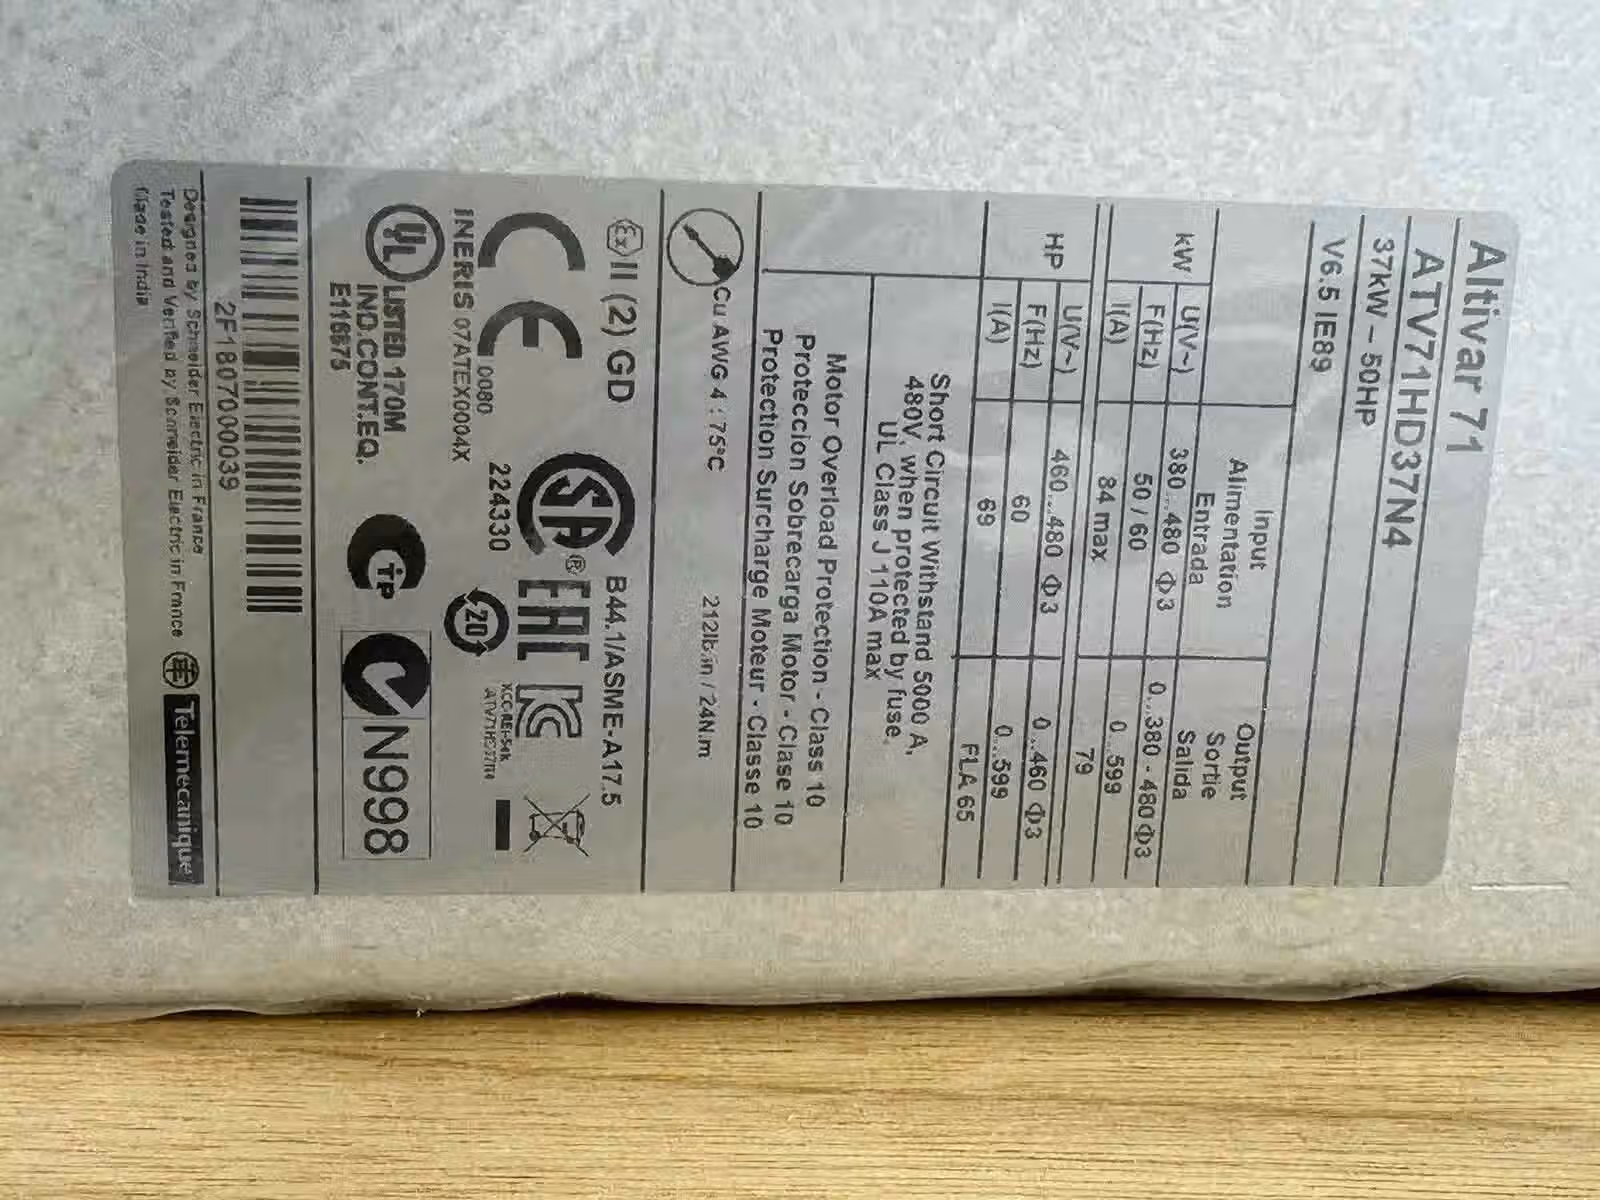 Altivar 71
ATV71HD37N4
37kW – 50HP
V6.5 IE89
Input
Alimentation
Entrada
Output
Sortie
Salida
kW U(V~) 380...480 Φ3 0...380 - 480 Φ3
F(Hz) 50 / 60 0...599
I(A) 84 max 79
HP U(V~) 460...480 Φ3 0...460 Φ3
F(Hz) 60 0...599
I(A) 69 FLA 65
Short Circuit Withstand 5000 A,
480V, when protected by fuse.
UL Class J 110A max
Motor Overload Protection - Class 10
Proteccion Sobrecarga Motor - Clase 10
Protection Surcharge Moteur - Classe 10
Cu AWG 4 : 75°C 212lb.in / 24N.m
Ex II (2) GD B44.1/ASME-A17.5
CE 0080 SA ® EAC KC
INERIS 07ATEX0004X 224330 20
UL LISTED 170M
IND.CONT.EQ.
E116875
N998
2F1807000039
Designed by Schneider Electric in France
Tested and Verified by Schneider Electric in France
Made in India
Telemecanique